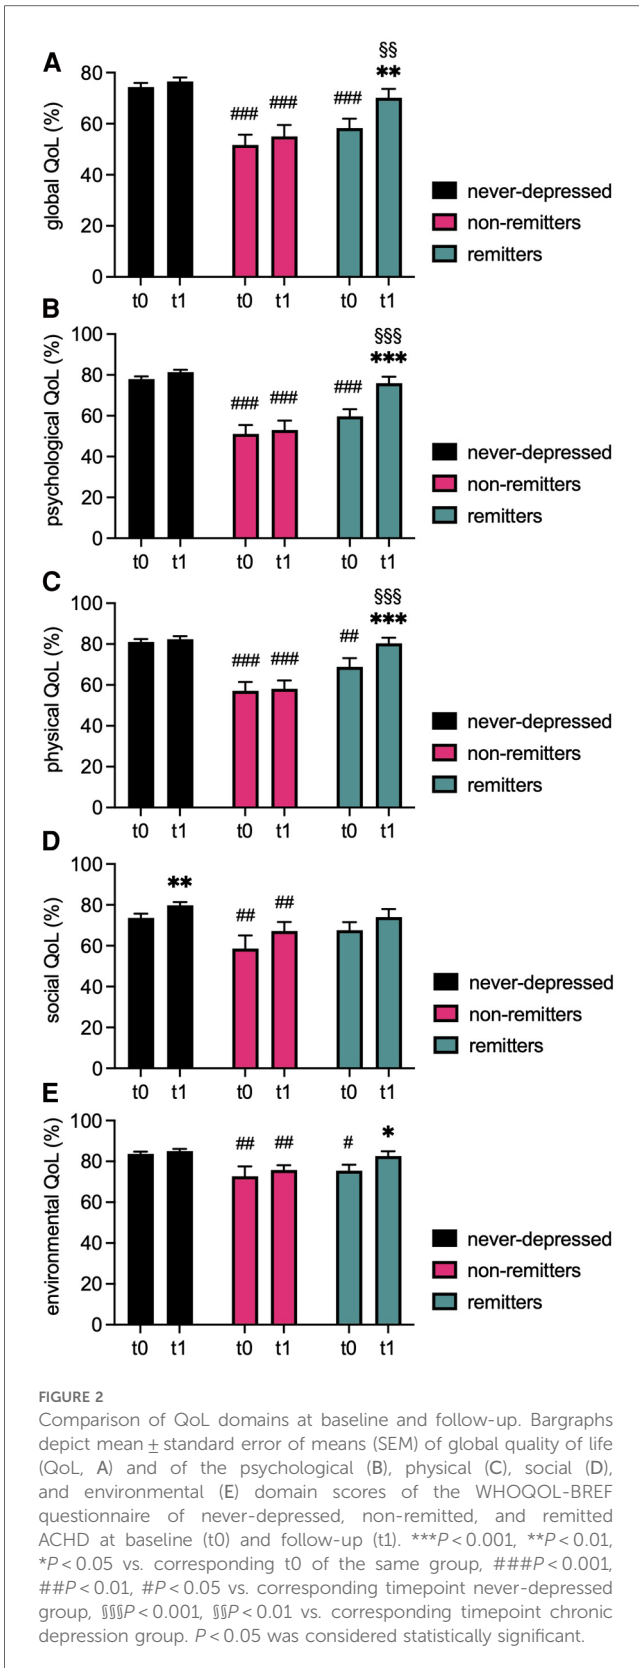 A
§§
**
###
###
###
80
60
40
20
0
global QoL (%)
t0 t1 t0 t1 t0 t1
never-depressed
non-remitters
remitters
B
§§§
***
###
###
###
100
80
60
40
20
0
psychological QoL (%)
t0 t1 t0 t1 t0 t1
never-depressed
non-remitters
remitters
C
§§§
***
##
###
###
100
80
60
40
20
0
physical QoL (%)
t0 t1 t0 t1 t0 t1
never-depressed
non-remitters
remitters
D
**
##
##
100
80
60
40
20
0
social QoL (%)
t0 t1 t0 t1 t0 t1
never-depressed
non-remitters
remitters
E
*
##
##
#
100
80
60
40
20
0
environmental QoL (%)
t0 t1 t0 t1 t0 t1
never-depressed
non-remitters
remitters
FIGURE 2
Comparison of QoL domains at baseline and follow-up. Bargraphs
depict mean ± standard error of means (SEM) of global quality of life
(QoL, A) and of the psychological (B), physical (C), social (D),
and environmental (E) domain scores of the WHOQOL-BREF
questionnaire of never-depressed, non-remitted, and remitted
ACHD at baseline (t0) and follow-up (t1). ***P < 0.001, **P < 0.01,
*P < 0.05 vs. corresponding t0 of the same group, ###P < 0.001,
##P < 0.01, #P < 0.05 vs. corresponding timepoint never-depressed
group, §§§P < 0.001, §§P < 0.01 vs. corresponding timepoint chronic
depression group. P < 0.05 was considered statistically significant.